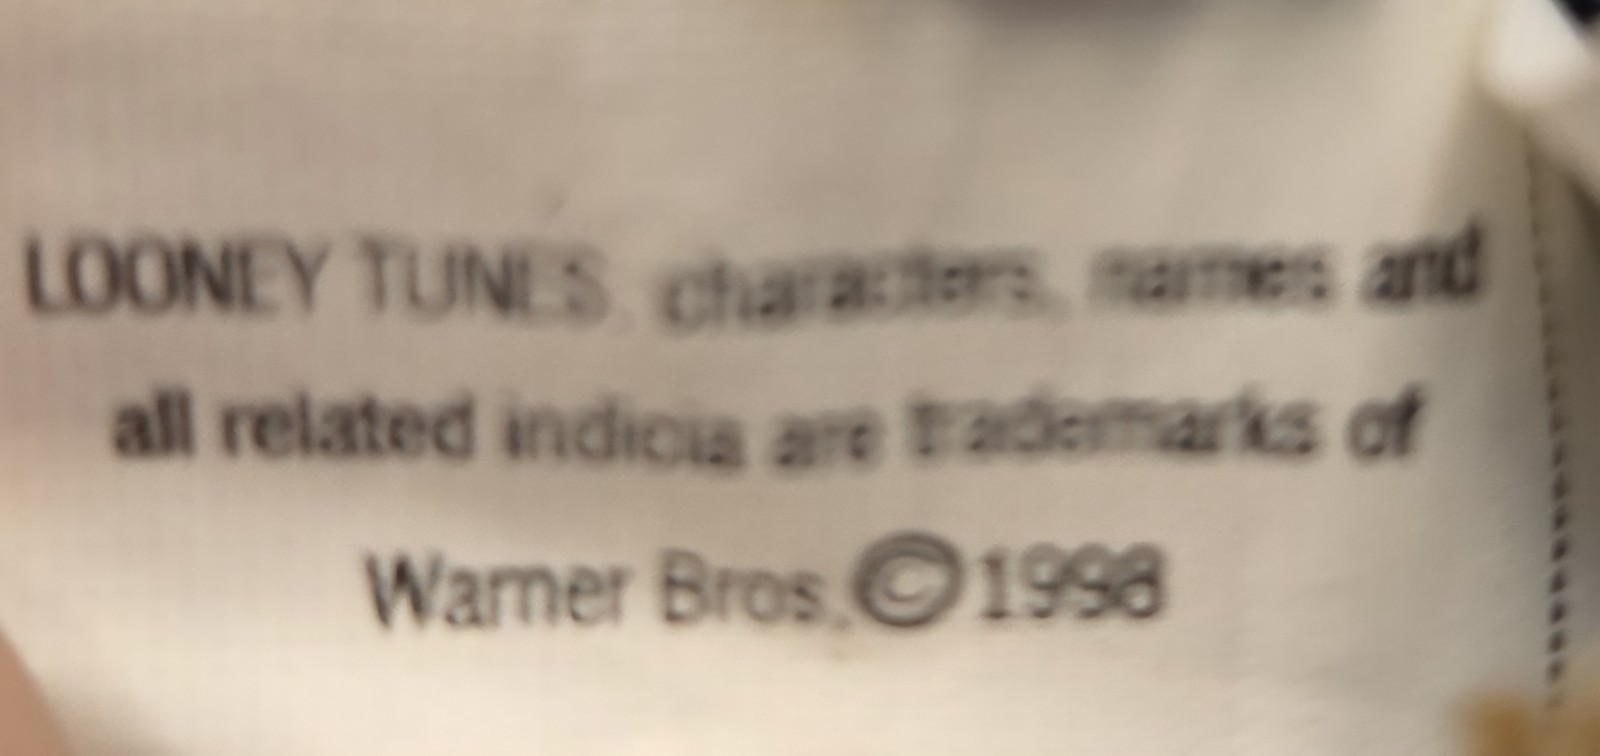 LOONEY TUNES, characters, names and
all related indicia are trademarks of
Warner Bros.©1998